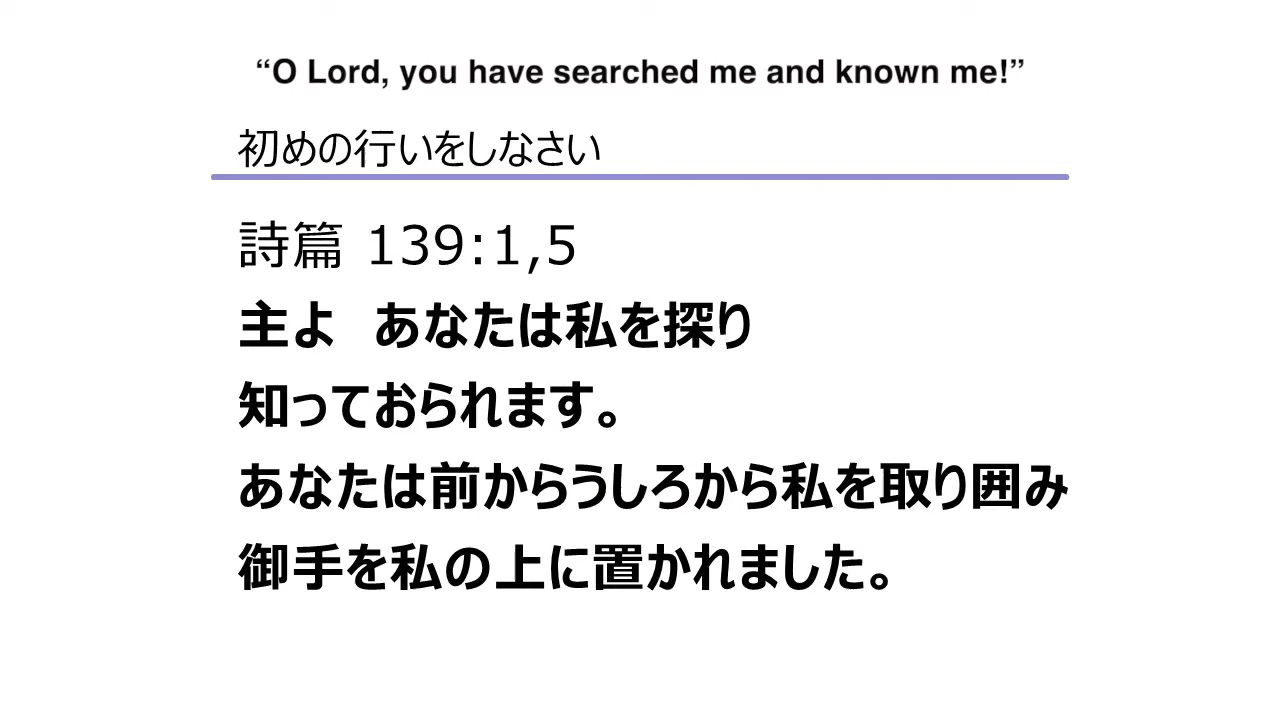 “O Lord, you have searched me and known me!”
初めの行いをしなさい
詩篇 139:1,5
主よ　あなたは私を探り
知っておられます。
あなたは前からうしろから私を取り囲み
御手を私の上に置かれました。